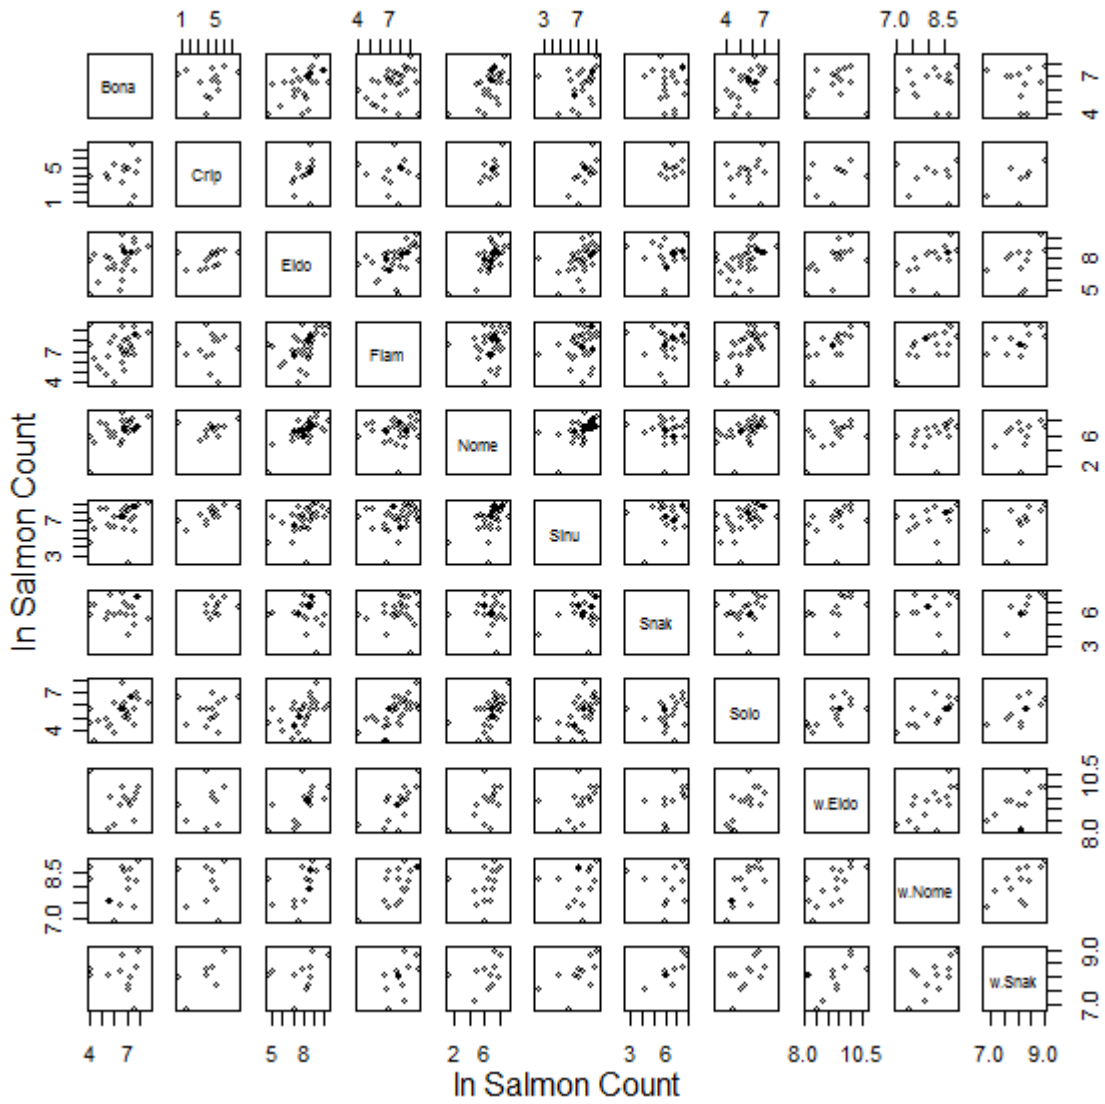 1 5 4 7 3 7 4 7 7.0 8.5
Bona 7 4
5 1 Crip
Eldo 8 5
7 4 Flam
Nome 6 2
7 3 Sinu
Snak 6 3
7 4 Solo
w.Eldo 10.5 8.0
8.5 7.0 w.Nome
w.Snak 9.0 7.0
4 7 5 8 2 6 3 6 8.0 10.5 7.0 9.0
ln Salmon Count
ln Salmon Count